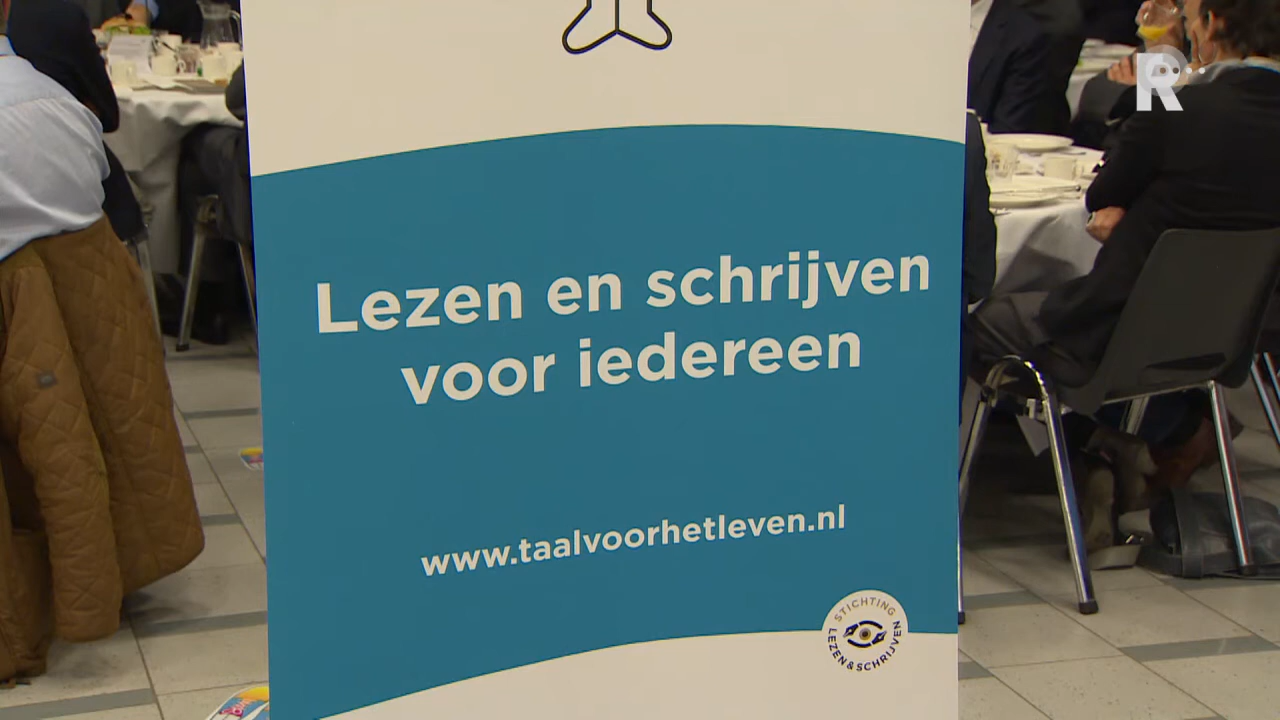 R
Lezen en schrijven
voor iedereen
www.taalvoorhetleven.nl
STICHTING
LEZEN & SCHRIJVEN